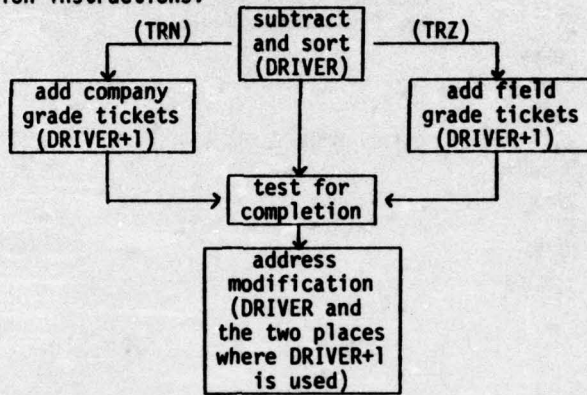 instructions.
subtract
and sort
(DRIVER)
(TRN)
(TRZ)
add company
grade tickets
(DRIVER+1)
add field
grade tickets
(DRIVER+1)
test for
completion
address
modification
(DRIVER and
the two places
where DRIVER+1
is used)